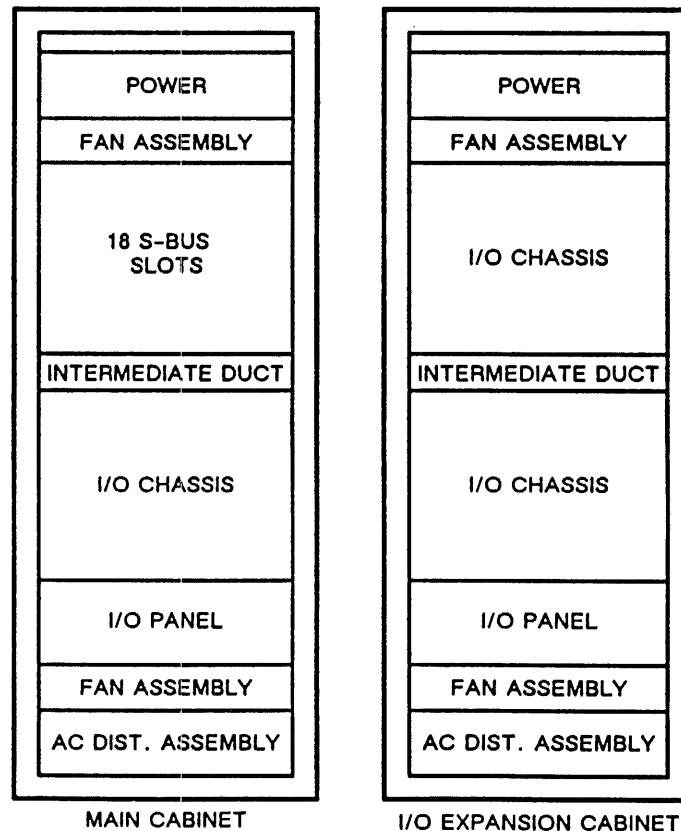 POWER
FAN ASSEMBLY
18 S-BUS
SLOTS
INTERMEDIATE DUCT
I/O CHASSIS
I/O PANEL
FAN ASSEMBLY
AC DIST. ASSEMBLY
MAIN CABINET
POWER
FAN ASSEMBLY
I/O CHASSIS
INTERMEDIATE DUCT
I/O CHASSIS
I/O PANEL
FAN ASSEMBLY
AC DIST. ASSEMBLY
I/O EXPANSION CABINET